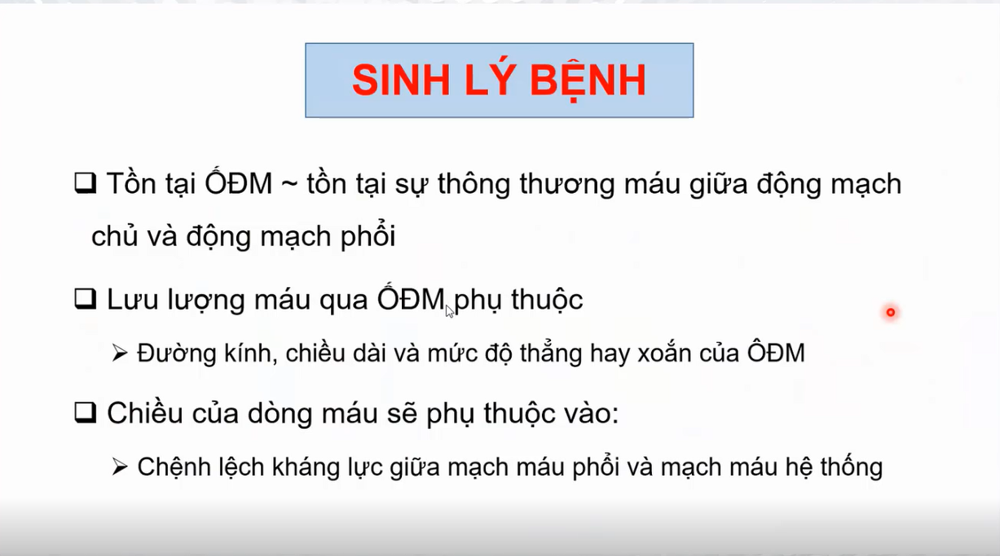 SINH LÝ BỆNH
❑ Tồn tại ỐĐM ~ tồn tại sự thông thương máu giữa động mạch
chủ và động mạch phổi
❑ Lưu lượng máu qua ỐĐM phụ thuộc
➢ Đường kính, chiều dài và mức độ thẳng hay xoắn của ÔĐM
❑ Chiều của dòng máu sẽ phụ thuộc vào:
➢ Chệnh lệch kháng lực giữa mạch máu phổi và mạch máu hệ thống